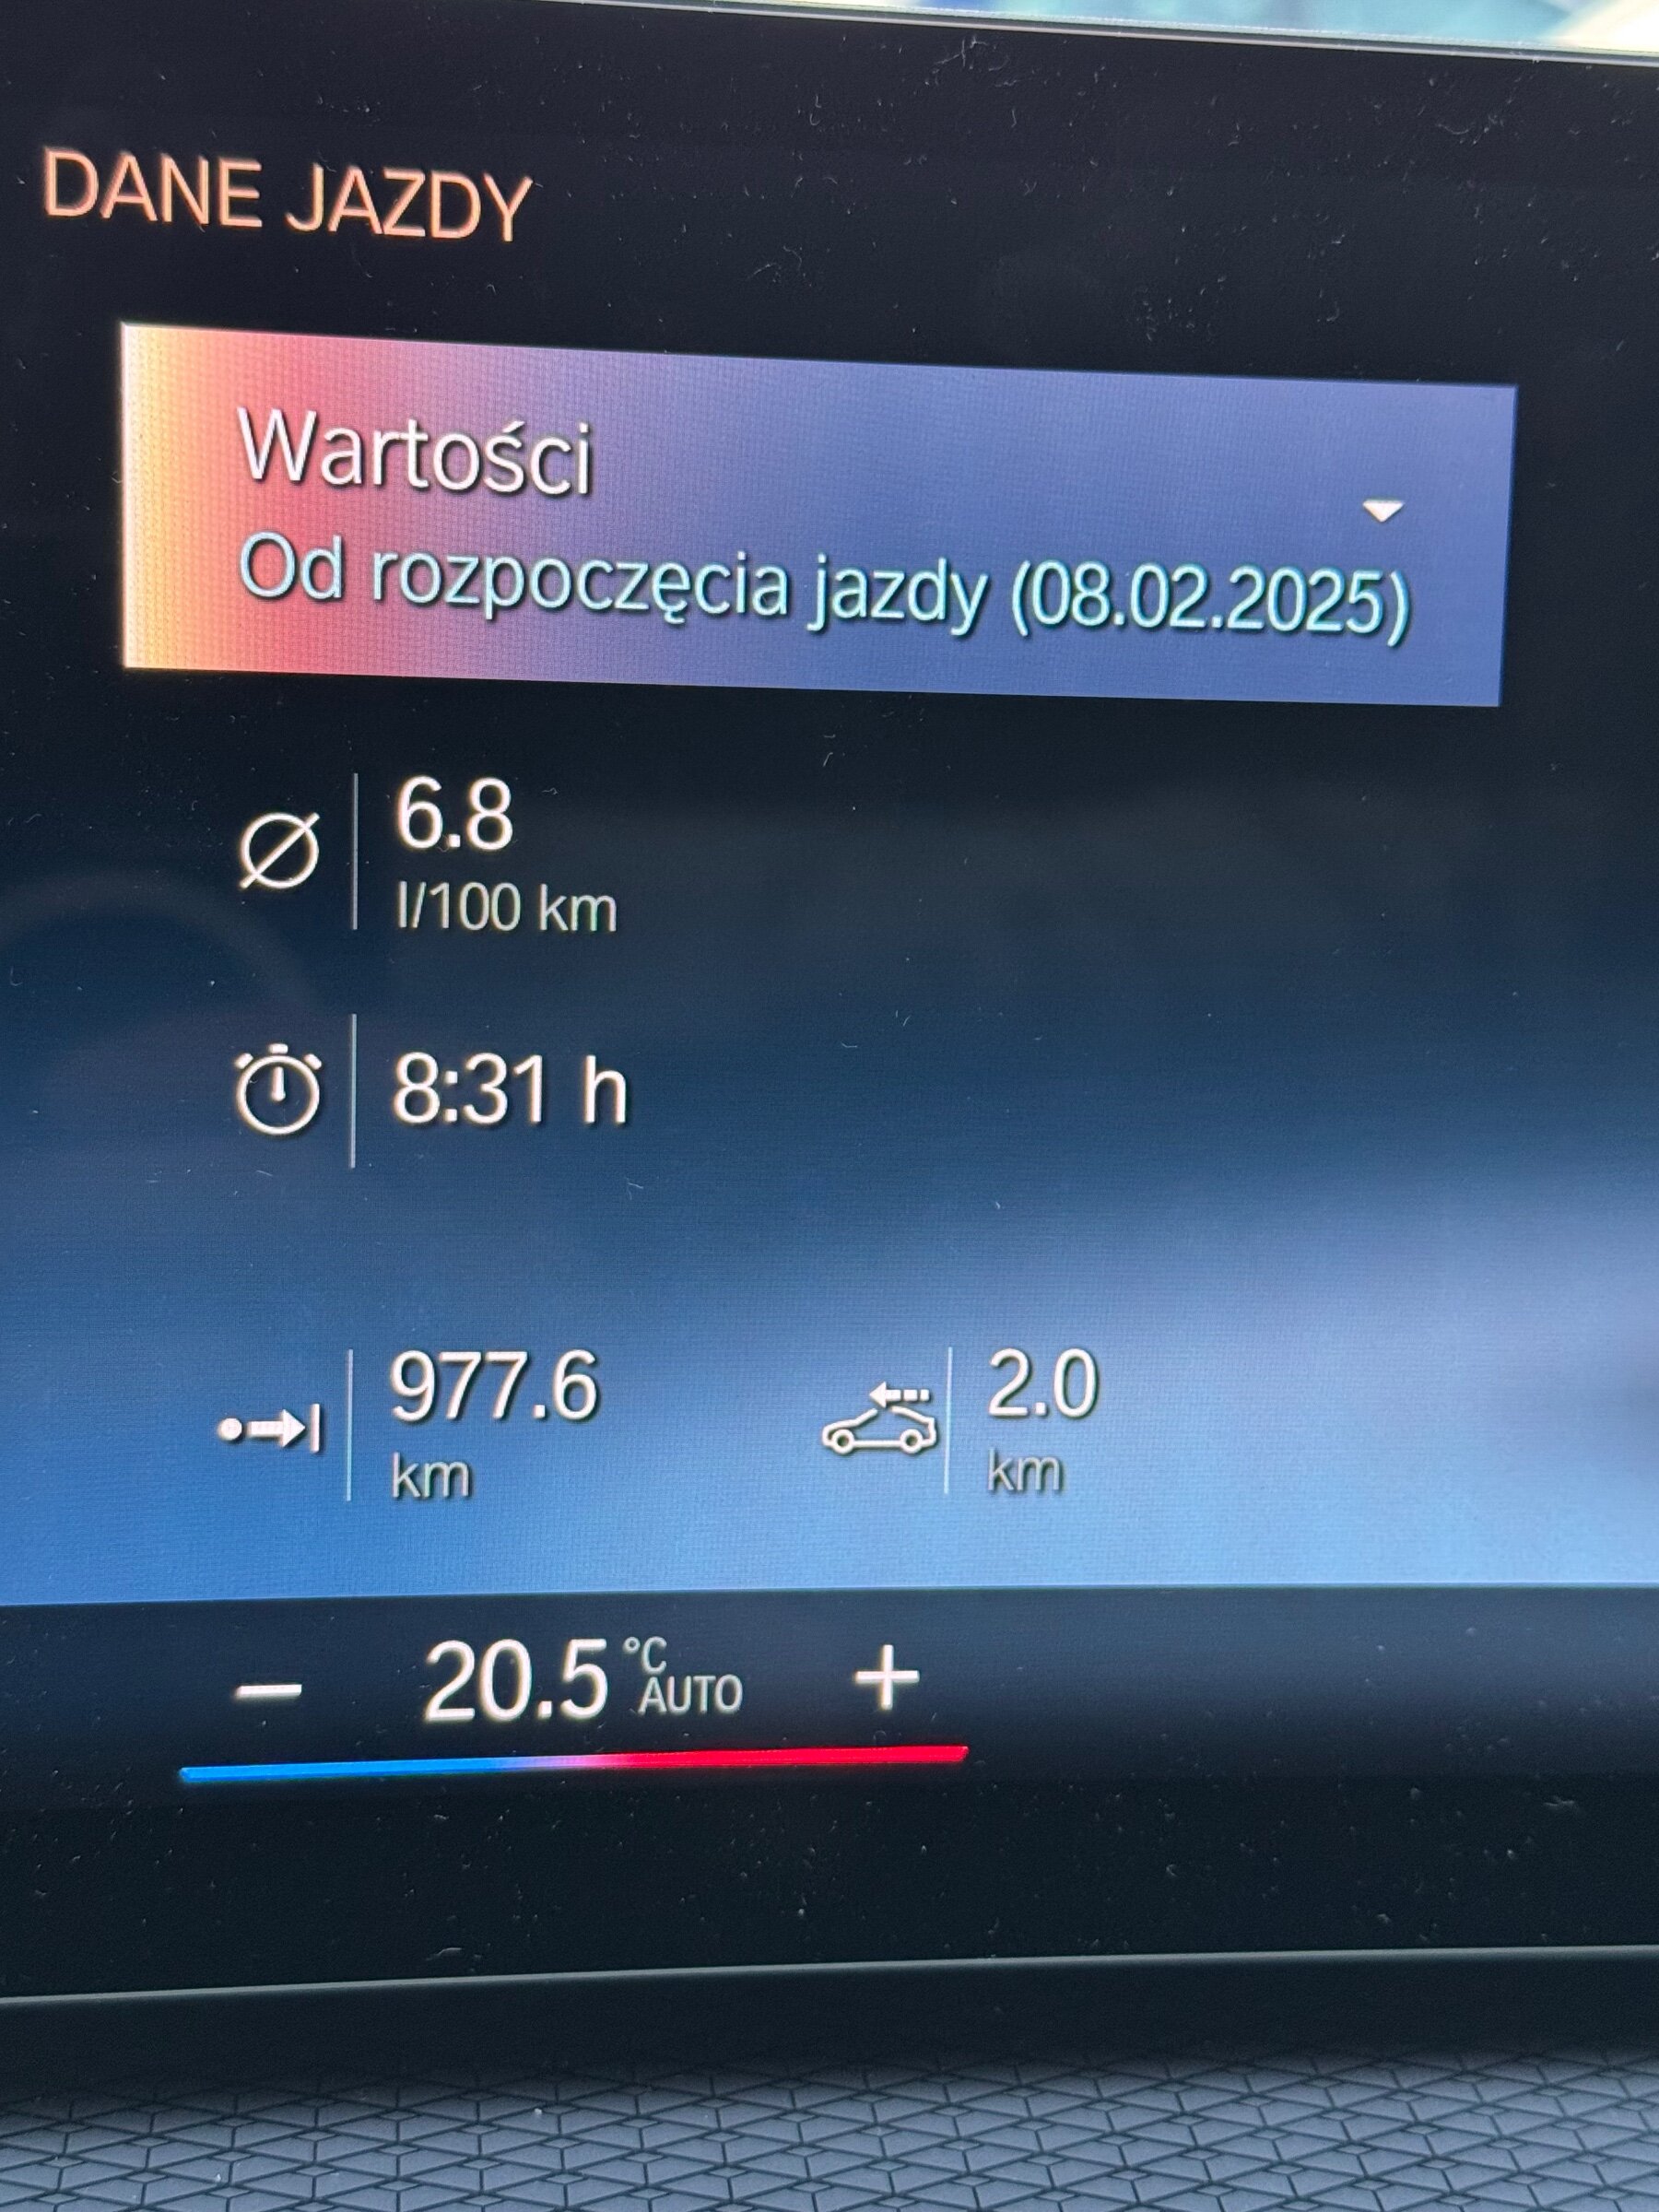 DANE JAZDY
Wartości
Od rozpoczęcia jazdy (08.02.2025)
6.8
l/100 km
8:31 h
977.6
km
2.0
km
− 20.5 °C AUTO +